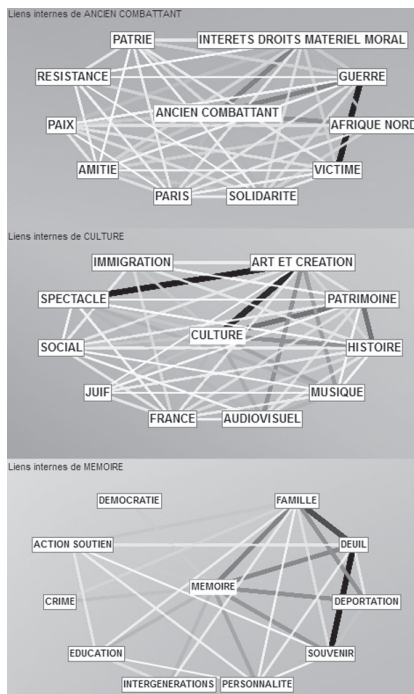 Liens internes de ANCIEN COMBATTANT
PATRIE INTERETS DROITS MATERIEL MORAL
RESISTANCE GUERRE
ANCIEN COMBATTANT
PAIX AFRIQUE NORD
AMITIE VICTIME
PARIS SOLIDARITE
Liens internes de CULTURE
IMMIGRATION ART ET CREATION
SPECTACLE PATRIMOINE
CULTURE
SOCIAL HISTOIRE
JUIF MUSIQUE
FRANCE AUDIOVISUEL
Liens internes de MEMOIRE
DEMOCRATIE FAMILLE
ACTION SOUTIEN DEUIL
MEMOIRE
CRIME DEPORTATION
EDUCATION SOUVENIR
INTERGENERATIONS PERSONNALITE